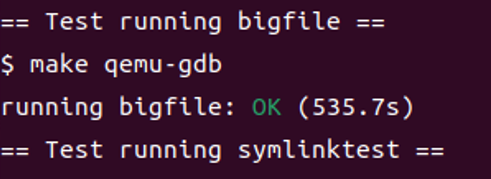 == Test running bigfile ==
$ make qemu-gdb
running bigfile: OK (535.7s)
== Test running symlinktest ==